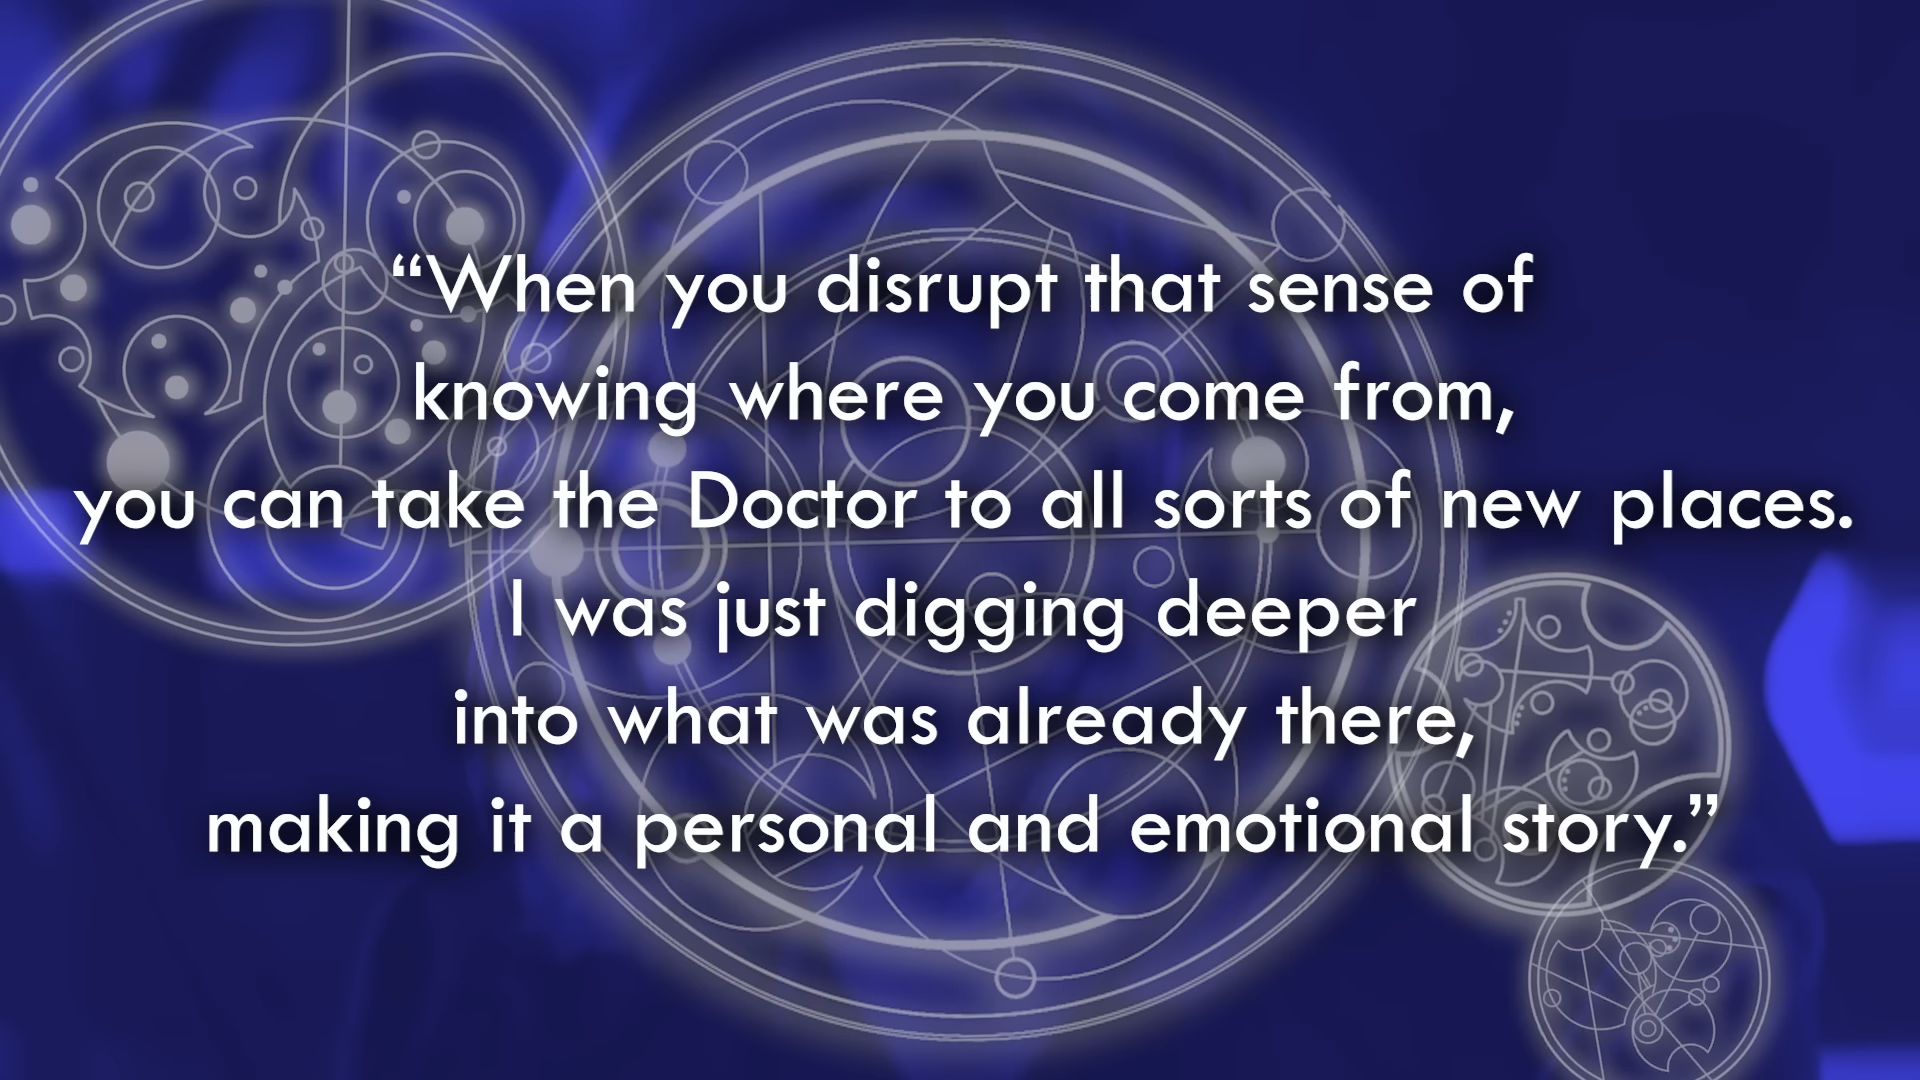 “When you disrupt that sense of
knowing where you come from,
you can take the Doctor to all sorts of new places.
I was just digging deeper
into what was already there,
making it a personal and emotional story.”